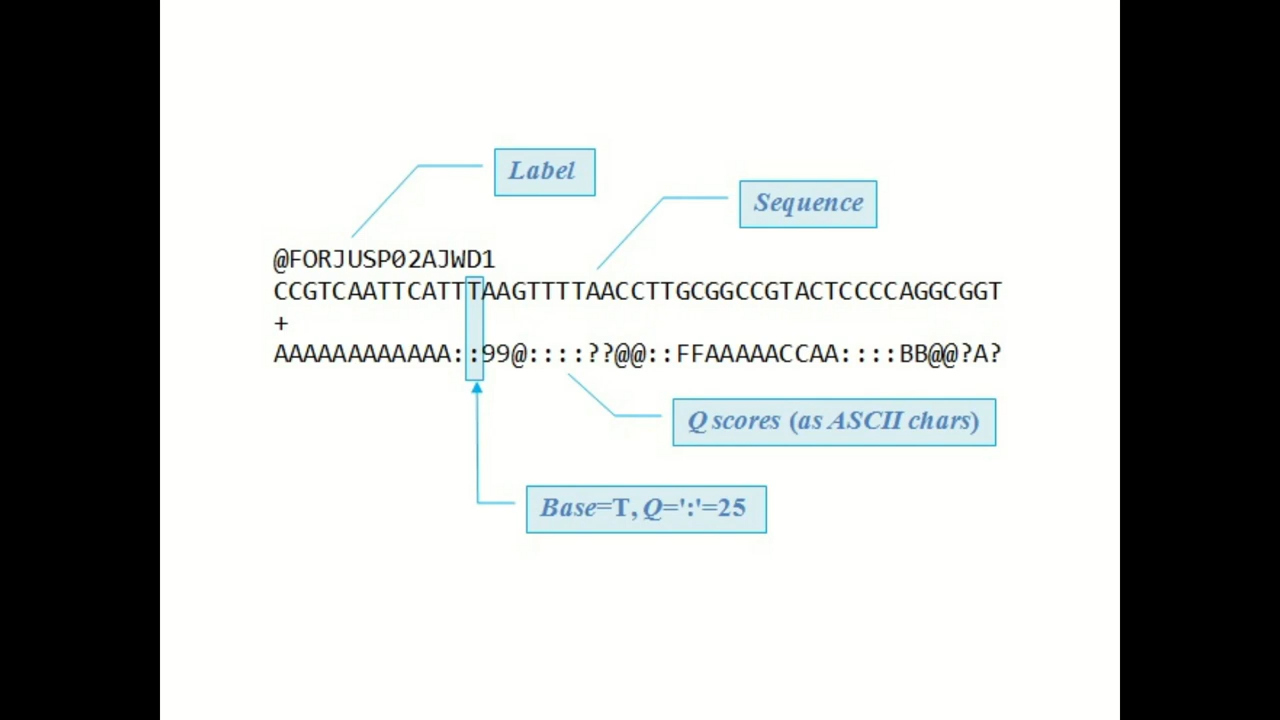 Label
Sequence
@FORJUSP02AJWD1
CCGTCAATTCATTTAAGTTTTAACCTTGCGGCCGTACTCCCCAGGCGGT
+
AAAAAAAAAAAA::99@::::??@@::FFAAAAACCAA::::BB@@?A?
Q scores (as ASCII chars)
Base=T, Q=':'=25